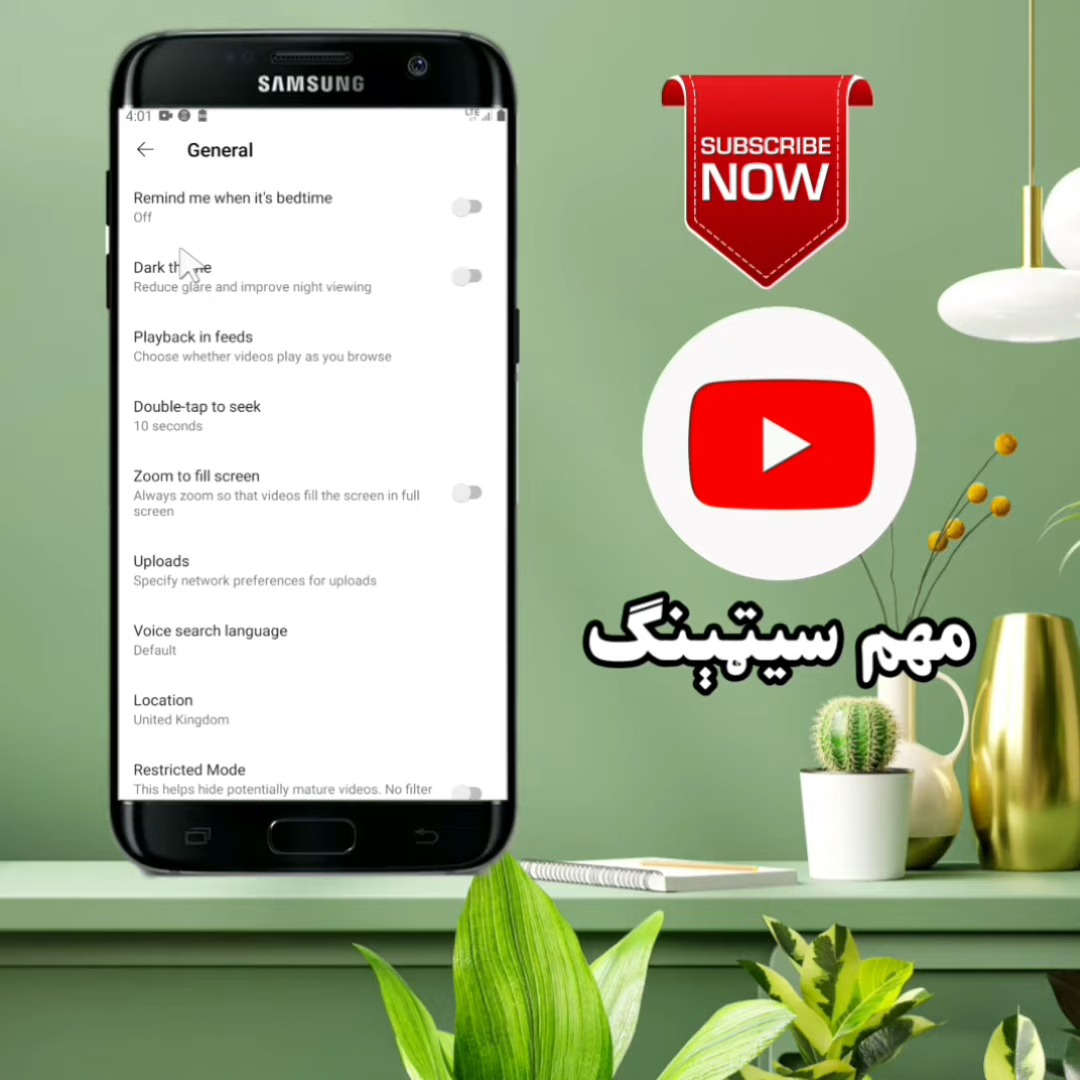 SAMSUNG
4:01
LTE
General
Remind me when it's bedtime
Off
Dark theme
Reduce glare and improve night viewing
Playback in feeds
Choose whether videos play as you browse
Double-tap to seek
10 seconds
Zoom to fill screen
Always zoom so that videos fill the screen in full
screen
Uploads
Specify network preferences for uploads
Voice search language
Default
Location
United Kingdom
Restricted Mode
This helps hide potentially mature videos. No filter
SUBSCRIBE
NOW
مهم سيټېنګ